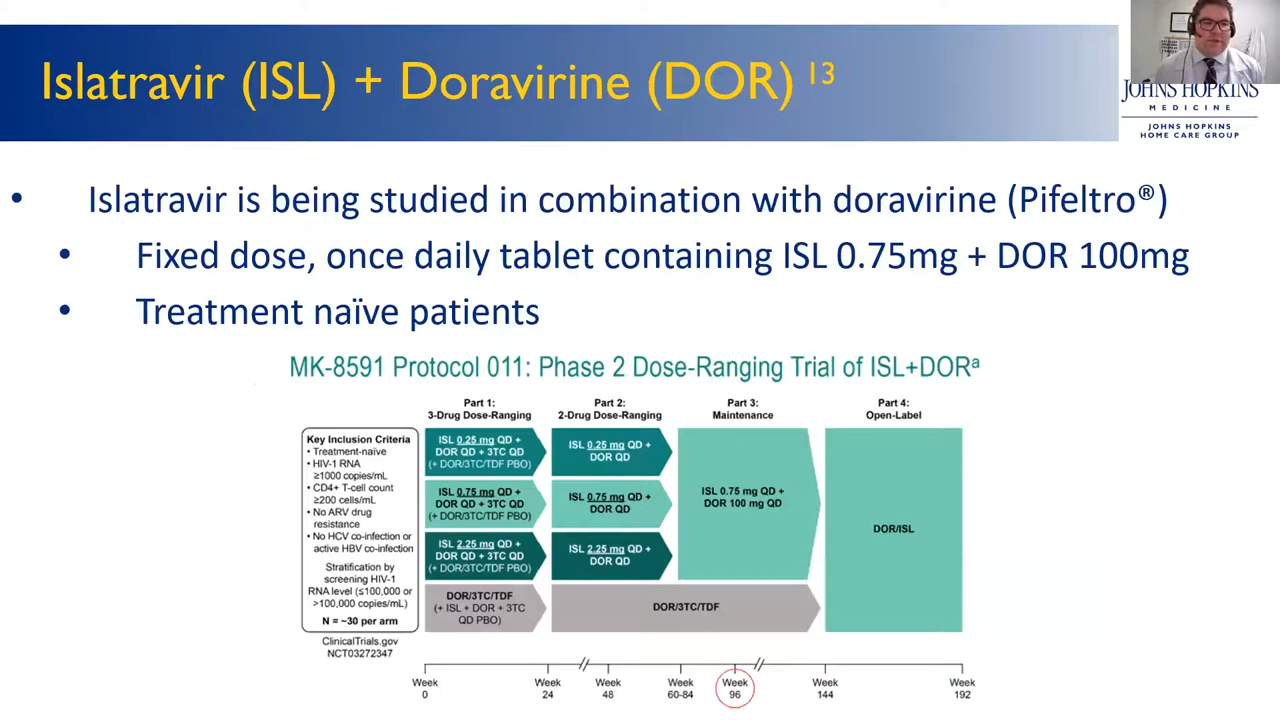 Islatravir (ISL) + Doravirine (DOR) 13
JOHNS HOPKINS
MEDICINE
JOHNS HOPKINS
HOME CARE GROUP
• Islatravir is being studied in combination with doravirine (Pifeltro®)
• Fixed dose, once daily tablet containing ISL 0.75mg + DOR 100mg
• Treatment naïve patients
MK-8591 Protocol 011: Phase 2 Dose-Ranging Trial of ISL+DORa
Part 1:
3-Drug Dose-Ranging
Part 2:
2-Drug Dose-Ranging
Part 3:
Maintenance
Part 4:
Open-Label
Key Inclusion Criteria
• Treatment-naïve
• HIV-1 RNA
≥1000 copies/mL
• CD4+ T-cell count
≥200 cells/mL
• No ARV drug
resistance
• No HCV co-infection or
active HBV co-infection
Stratification by
screening HIV-1
RNA level (≤100,000 or
>100,000 copies/mL)
N = ~30 per arm
ClinicalTrials.gov
NCT03272347
ISL 0.25 mg QD +
DOR QD + 3TC QD
(+ DOR/3TC/TDF PBO)
ISL 0.25 mg QD +
DOR QD
ISL 0.75 mg QD +
DOR QD + 3TC QD
(+ DOR/3TC/TDF PBO)
ISL 0.75 mg QD +
DOR QD
ISL 2.25 mg QD +
DOR QD + 3TC QD
(+ DOR/3TC/TDF PBO)
ISL 2.25 mg QD +
DOR QD
ISL 0.75 mg QD +
DOR 100 mg QD
DOR/ISL
DOR/3TC/TDF
(+ ISL + DOR + 3TC
QD PBO)
DOR/3TC/TDF
Week
0
Week
24
Week
48
Week
60-84
Week
96
Week
144
Week
192